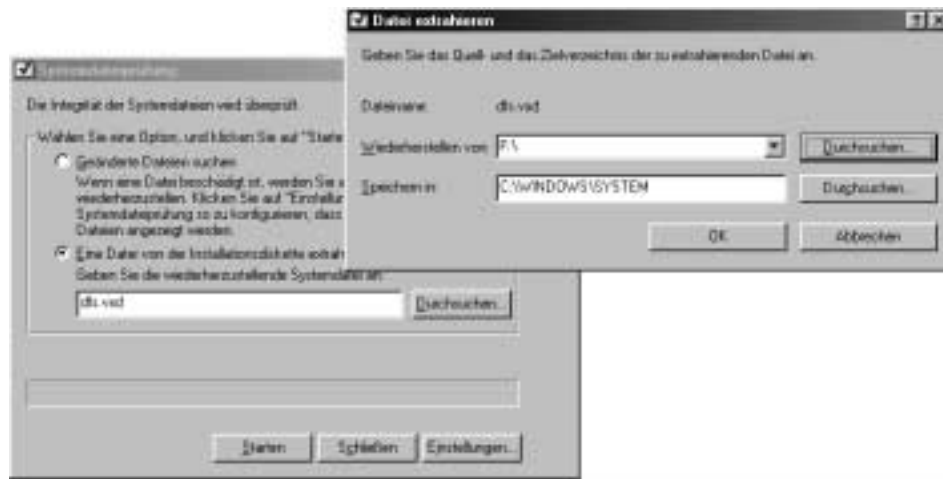 Datei extrahieren
Geben Sie das Quell- und das Zielverzeichnis der zu extrahierenden Datei an.
Dateiname:
dfs.vxd
Wiederherstellen von:
F:\
Durchsuchen...
Speichern in:
C:\WINDOWS\SYSTEM
Durchsuchen...
OK
Abbrechen
Systemdateiprüfung
Die Integrität der Systemdateien wird überprüft.
Wählen Sie eine Option, und klicken Sie auf "Starte
Geänderte Dateien suchen
Wenn eine Datei beschädigt ist, werden Sie
wiederherzustellen. Klicken Sie auf "Einstellun
Systemdateiprüfung so zu konfigurieren, dass
Dateien angezeigt werden.
Eine Datei von der Installationsdiskette extrah
Geben Sie die wiederherzustellende Systemdatei an:
dfs.vxd
Durchsuchen...
Starten
Schließen
Einstellungen...